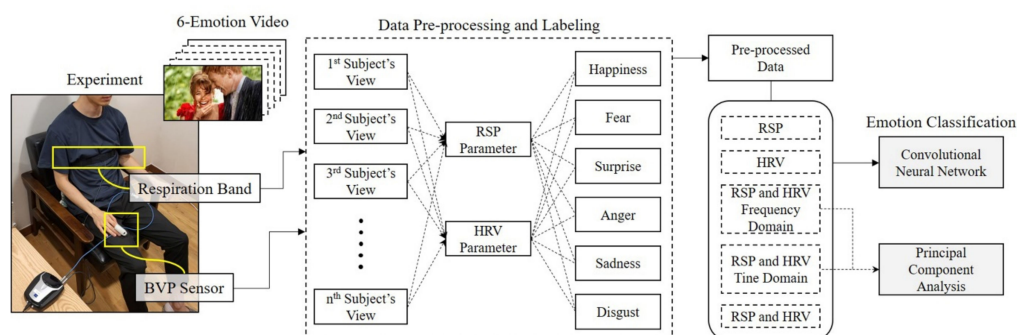 6-Emotion Video
Experiment
Respiration Band
BVP Sensor
Data Pre-processing and Labeling
1st Subject's
View
2nd Subject's
View
3rd Subject's
View
nth Subject's
View
RSP
Parameter
HRV
Parameter
Happiness
Fear
Surprise
Anger
Sadness
Disgust
Pre-processed
Data
RSP
HRV
RSP and HRV
Frequency
Domain
RSP and HRV
Tine Domain
RSP and HRV
Emotion Classification
Convolutional
Neural Network
Principal
Component
Analysis